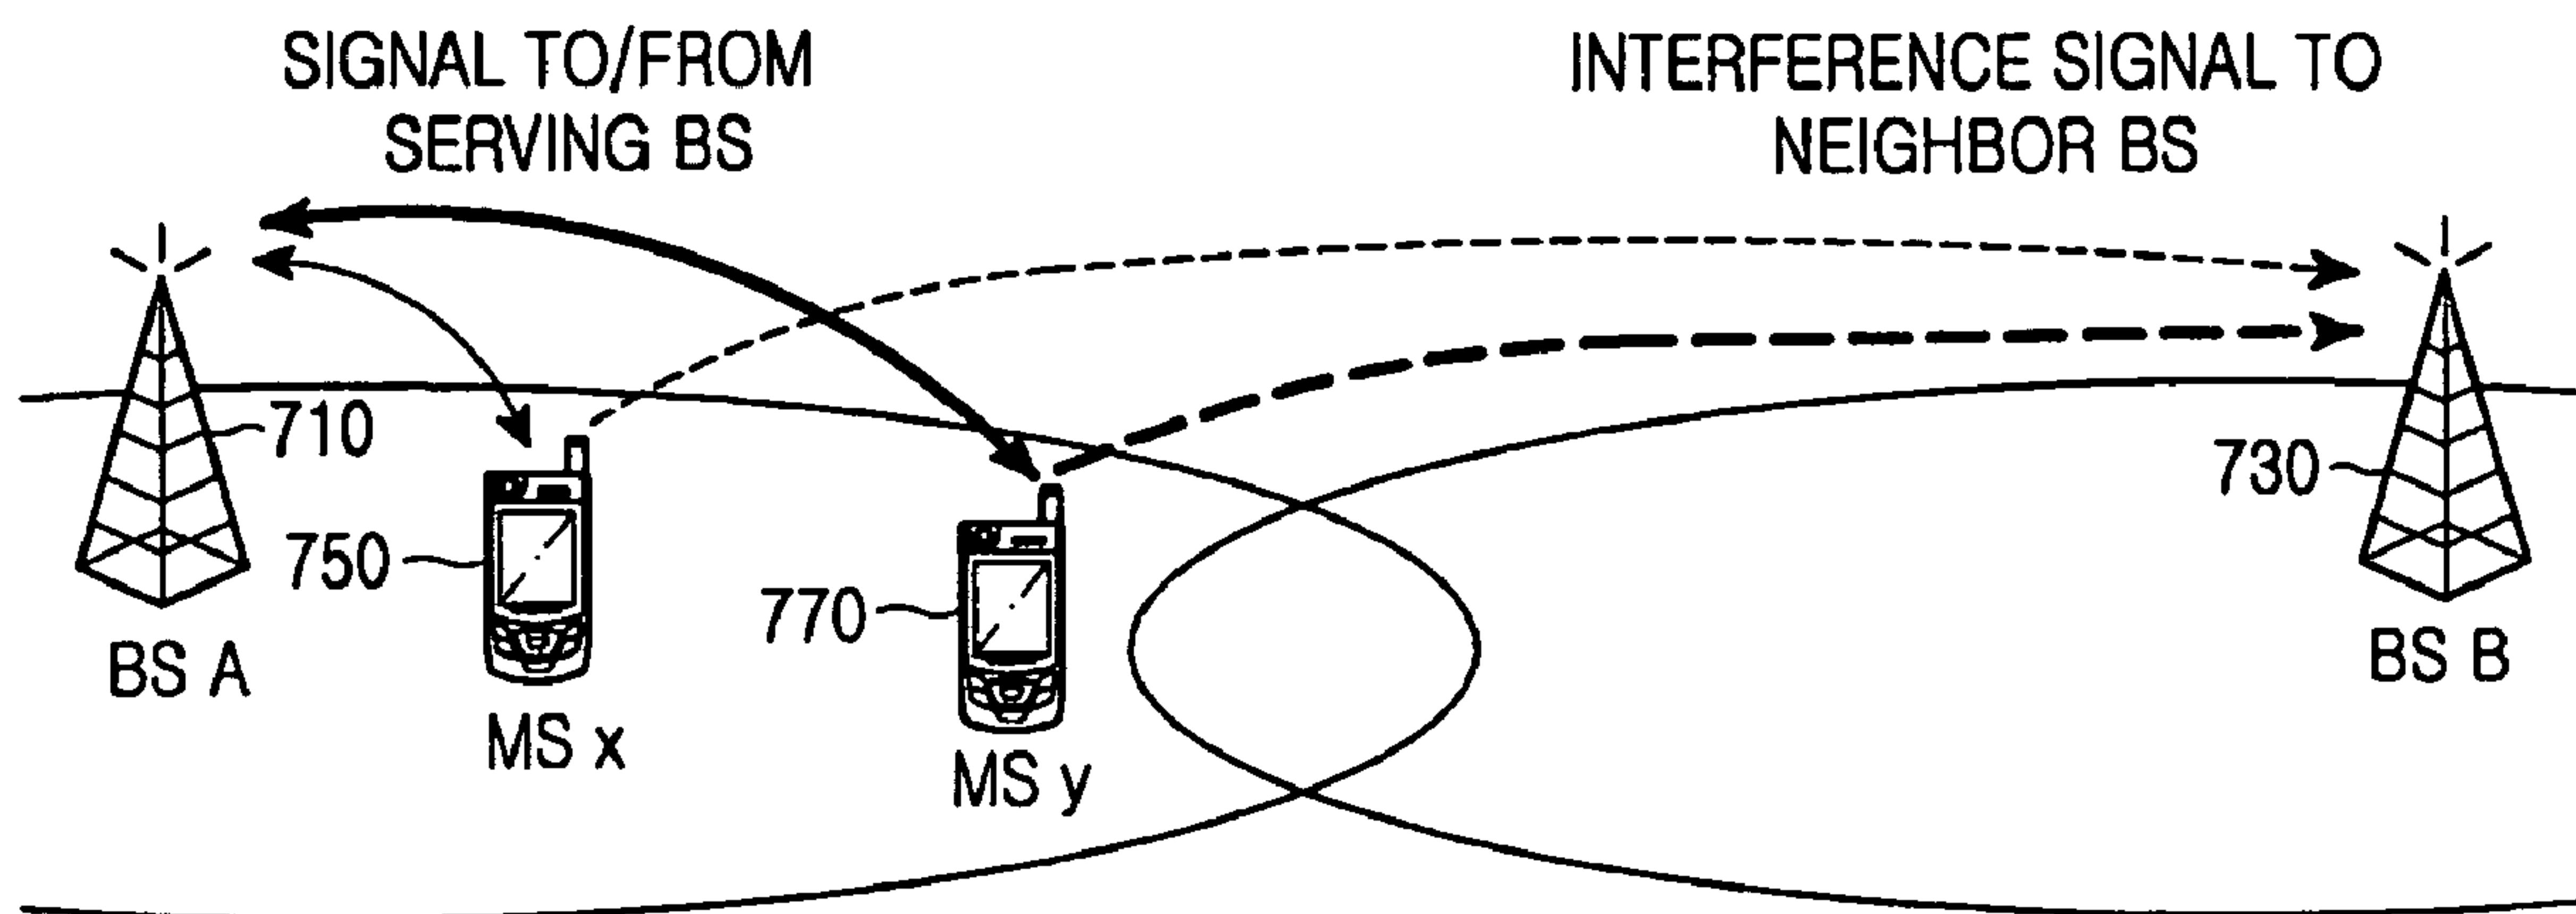 SIGNAL TO/FROM
SERVING BS
INTERFERENCE SIGNAL TO
NEIGHBOR BS
710
730
750
770
BS A
MS x
MS y
BS B